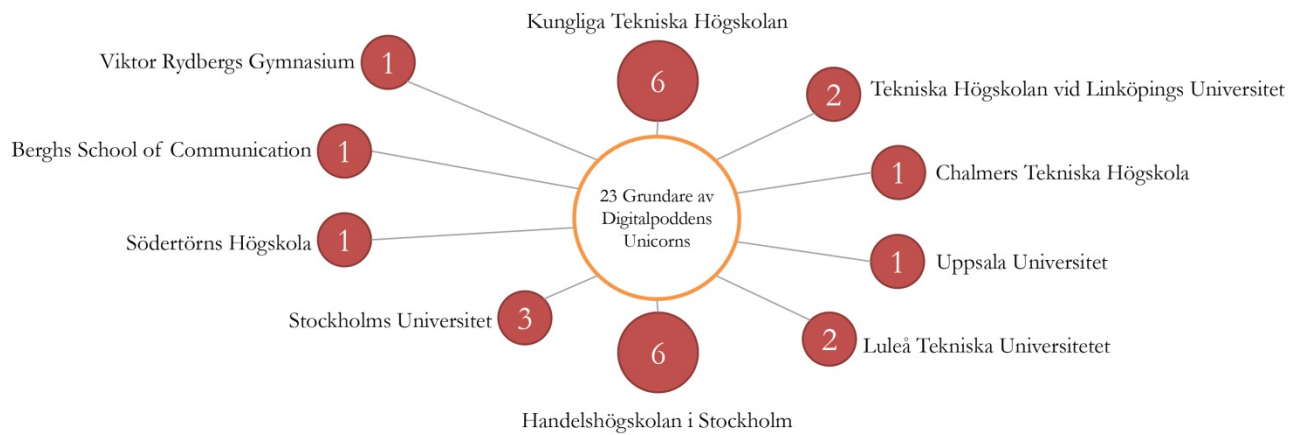 Kungliga Tekniska Högskolan
6
Viktor Rydbergs Gymnasium
1
2
Tekniska Högskolan vid Linköpings Universitet
Berghs School of Communication
1
1
Chalmers Tekniska Högskola
23 Grundare av
Digitalpoddens
Unicorns
Södertörns Högskola
1
1
Uppsala Universitet
Stockholms Universitet
3
2
Luleå Tekniska Universitetet
6
Handelshögskolan i Stockholm